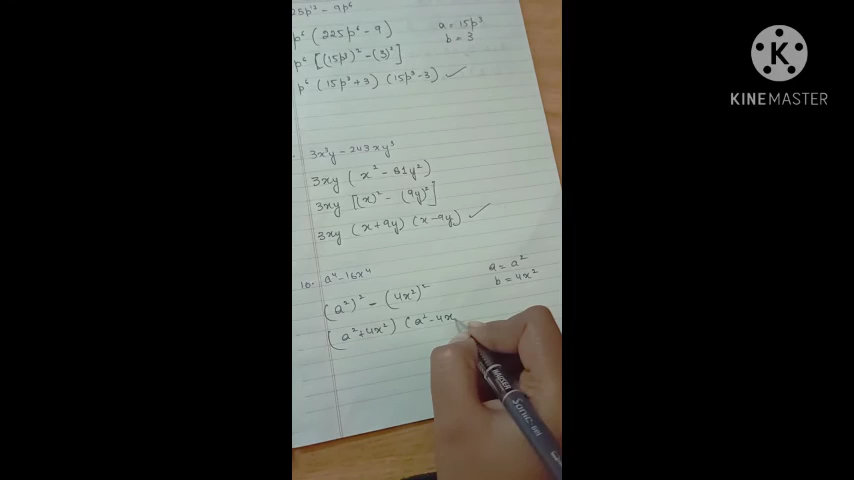 25p¹² - 9p⁶
p⁶ (225p⁶ - 9)
a = 15p³
b = 3
p⁶ [(15p³)² - (3)²]
p⁶ (15p³ + 3) (15p³ - 3) ✓
3x³y - 243xy³
3xy (x² - 81y²)
3xy [(x)² - (9y)²]
3xy (x + 9y) (x - 9y) ✓
10. a⁴ - 16x⁴
a = a²
b = 4x²
(a²)² - (4x²)²
(a² + 4x²) (a² - 4x
K
KINEMASTER
HAUSER
Sonic